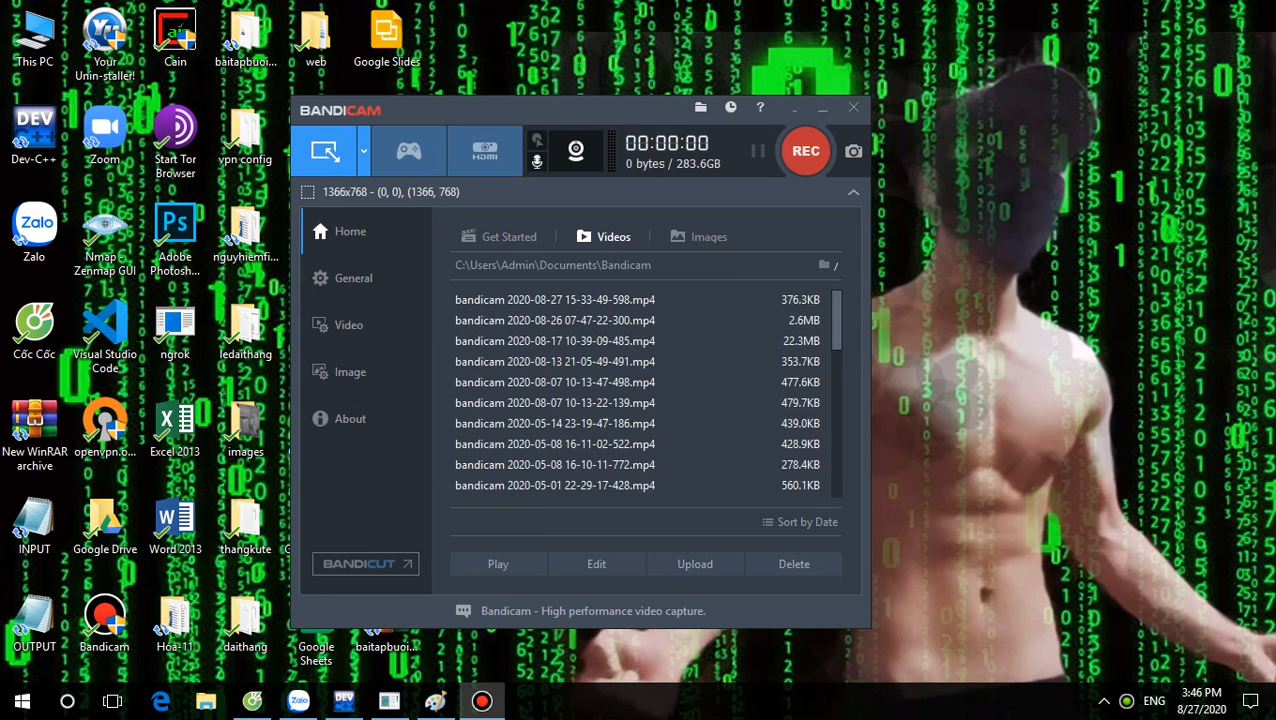 This PC
Your
Unin-staller!
Cain
baitapbuoi...
web
Google Slides
Dev-C++
Zoom
Start Tor
Browser
vpn config
Zalo
Nmap -
Zenmap GUI
Adobe
Photosh...
nguyhiemfi...
Cốc Cốc
Visual Studio
Code
ngrok
ledaithang
New WinRAR
archive
openvpn.o...
Excel 2013
images
INPUT
Google Drive
Word 2013
thangkute
OUTPUT
Bandicam
Hóa-11
daithang
Google
Sheets
baitapbuoi...
BANDICAM
?
HDMI
00:00:00
0 bytes / 283.6GB
REC
1366x768 - (0, 0), (1366, 768)
Home
General
Video
Image
About
BANDICUT
Get Started
Videos
Images
C:\Users\Admin\Documents\Bandicam
/
bandicam 2020-08-27 15-33-49-598.mp4 376.3KB
bandicam 2020-08-26 07-47-22-300.mp4 2.6MB
bandicam 2020-08-17 10-39-09-485.mp4 22.3MB
bandicam 2020-08-13 21-05-49-491.mp4 353.7KB
bandicam 2020-08-07 10-13-47-498.mp4 477.6KB
bandicam 2020-08-07 10-13-22-139.mp4 479.7KB
bandicam 2020-05-14 23-19-47-186.mp4 439.0KB
bandicam 2020-05-08 16-11-02-522.mp4 428.9KB
bandicam 2020-05-08 16-10-11-772.mp4 278.4KB
bandicam 2020-05-01 22-29-17-428.mp4 560.1KB
Sort by Date
Play Edit Upload Delete
Bandicam - High performance video capture.
ENG
3:46 PM
8/27/2020